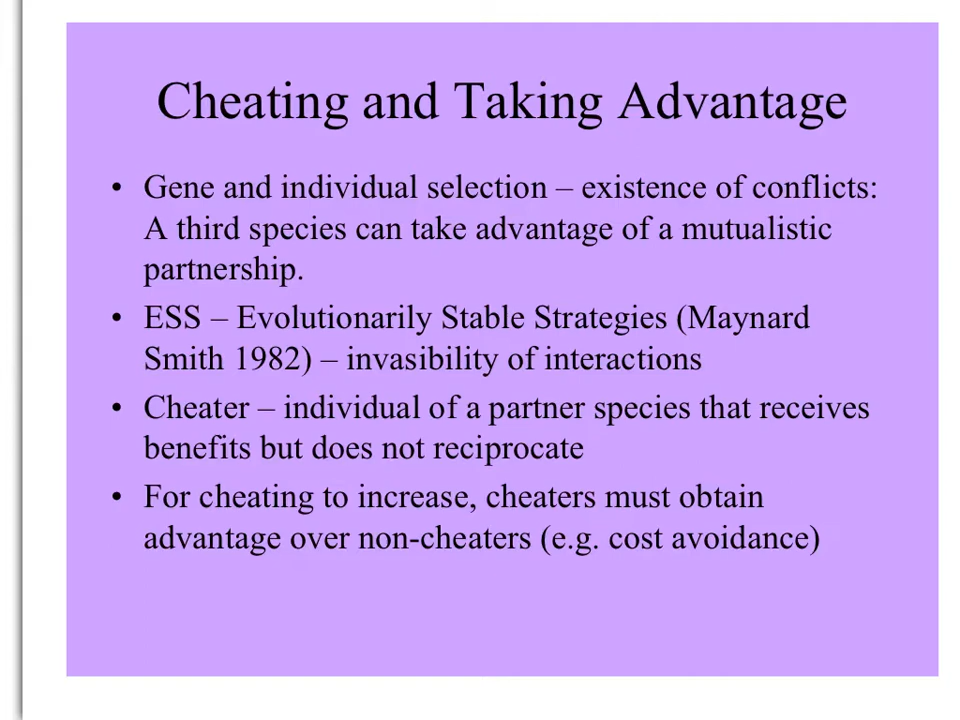 Cheating and Taking Advantage
• Gene and individual selection – existence of conflicts:
A third species can take advantage of a mutualistic
partnership.
• ESS – Evolutionarily Stable Strategies (Maynard
Smith 1982) – invasibility of interactions
• Cheater – individual of a partner species that receives
benefits but does not reciprocate
• For cheating to increase, cheaters must obtain
advantage over non-cheaters (e.g. cost avoidance)